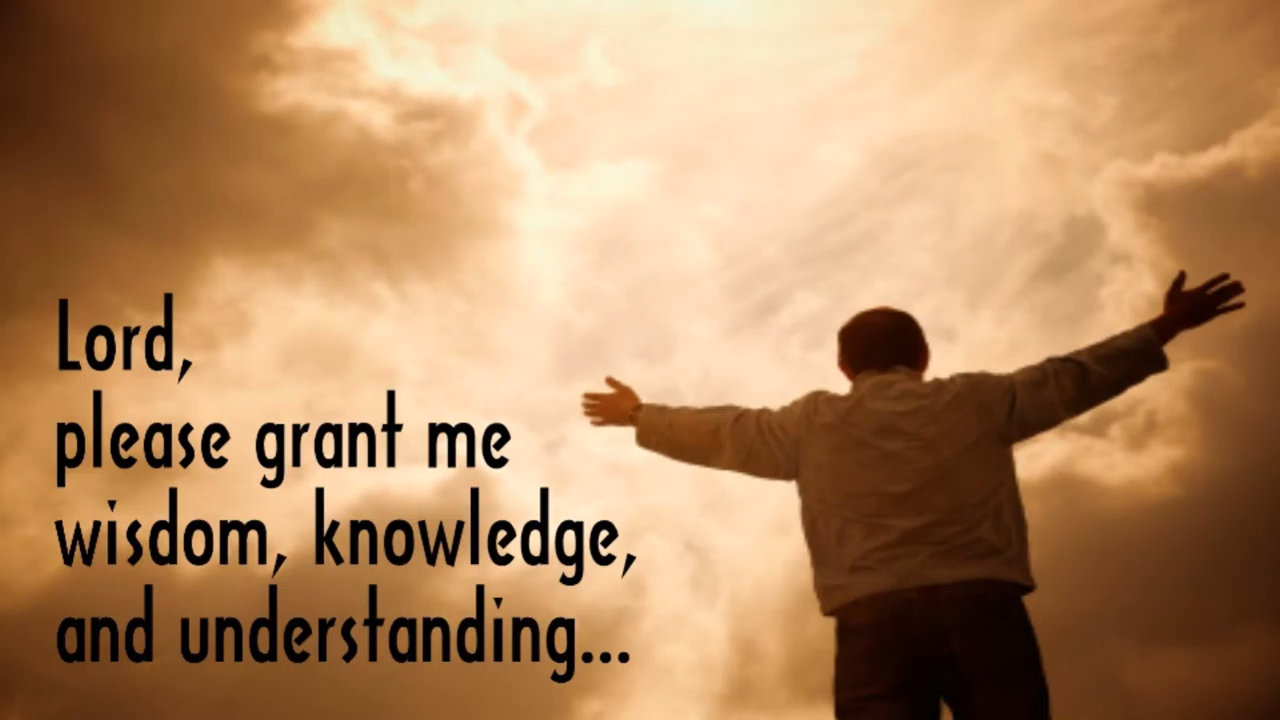 Lord,
please grant me
wisdom, knowledge,
and understanding...